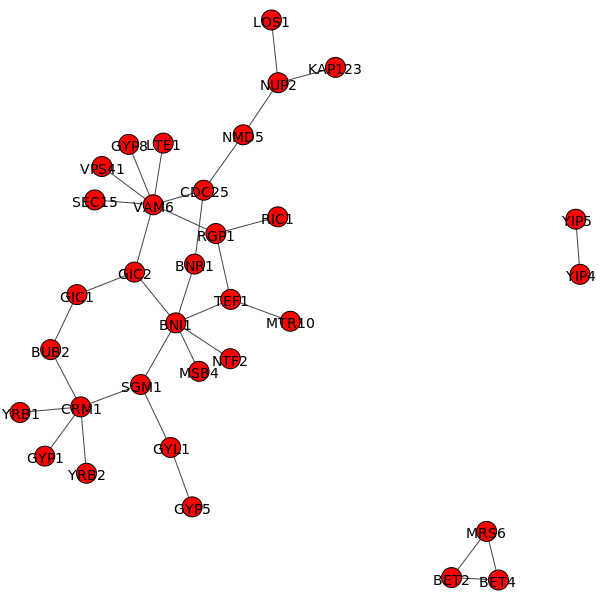 LOS1
KAP123
NUP2
NMD5
GYP8
LTE1
VPS41
CDC25
SEC15
VAM6
RIC1
YIP5
RGP1
BNR1
GIC2
YIP4
GIC1
TEF1
MTR10
BNI1
BUB2
NTF2
MSB4
SGM1
CRM1
YRB1
GYL1
GYP1
YRB2
GYP5
MRS6
BET2
BET4